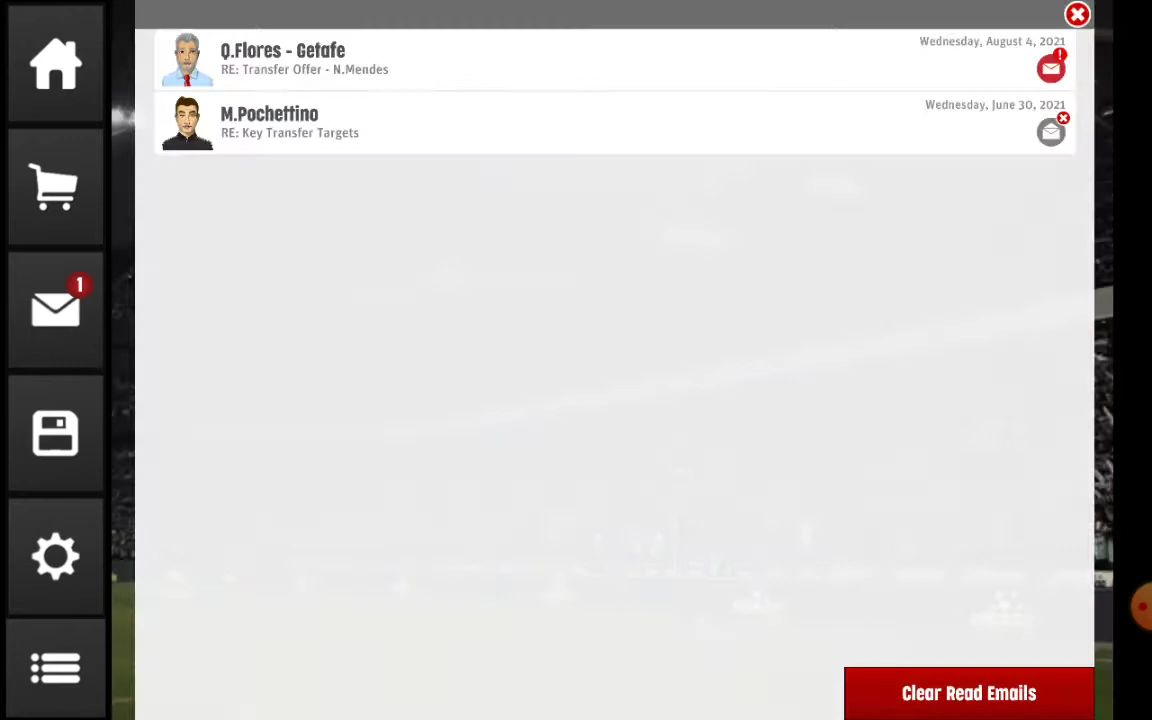 Q.Flores - Getafe
RE: Transfer Offer - N.Mendes
Wednesday, August 4, 2021
!
M.Pochettino
RE: Key Transfer Targets
Wednesday, June 30, 2021
1
Clear Read Emails